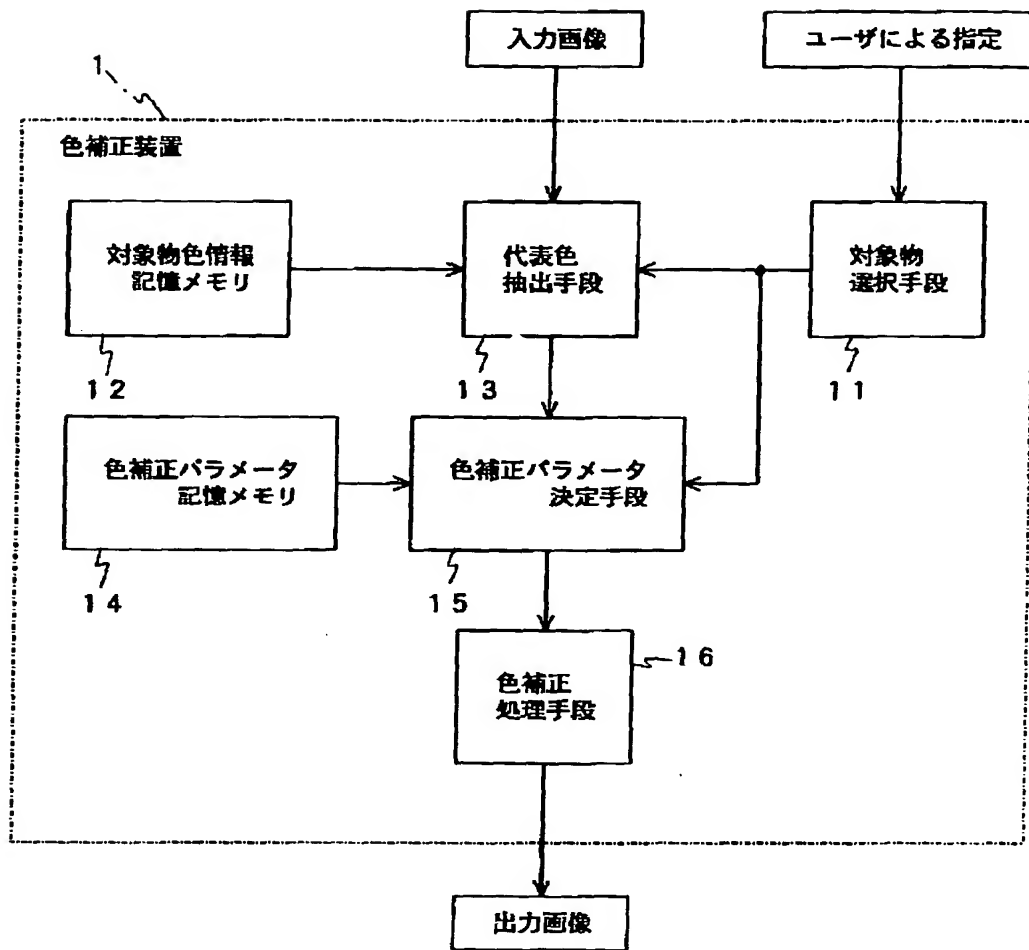 入力画像
ユーザによる指定
1
色補正装置
対象物色情報
記憶メモリ
代表色
抽出手段
対象物
選択手段
12
13
11
色補正パラメータ
記憶メモリ
色補正パラメータ
決定手段
14
15
色補正
処理手段
16
出力画像